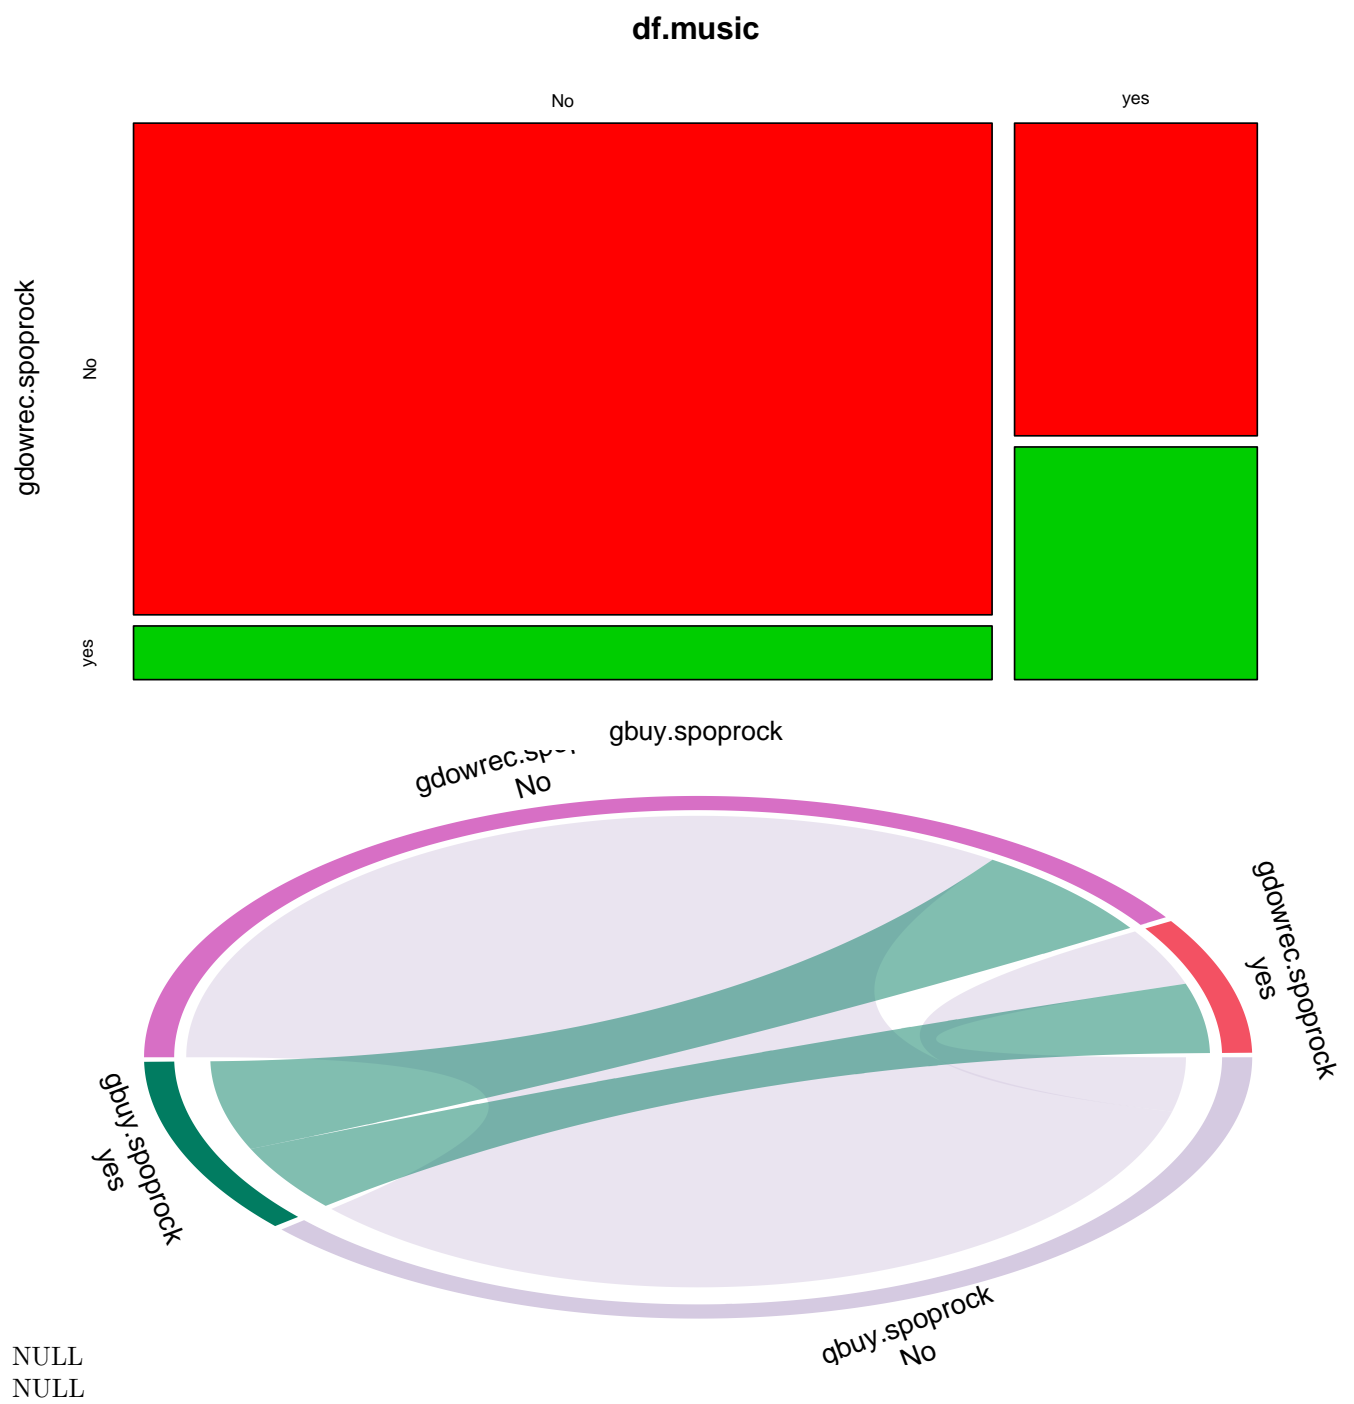 df.music
No
yes
gdowrec.spoprock
No
yes
gbuy.spoprock
No
gdowrec.spoprock
yes
gbuy.spoprock
yes
gbuy.spoprock
No
NULL
NULL